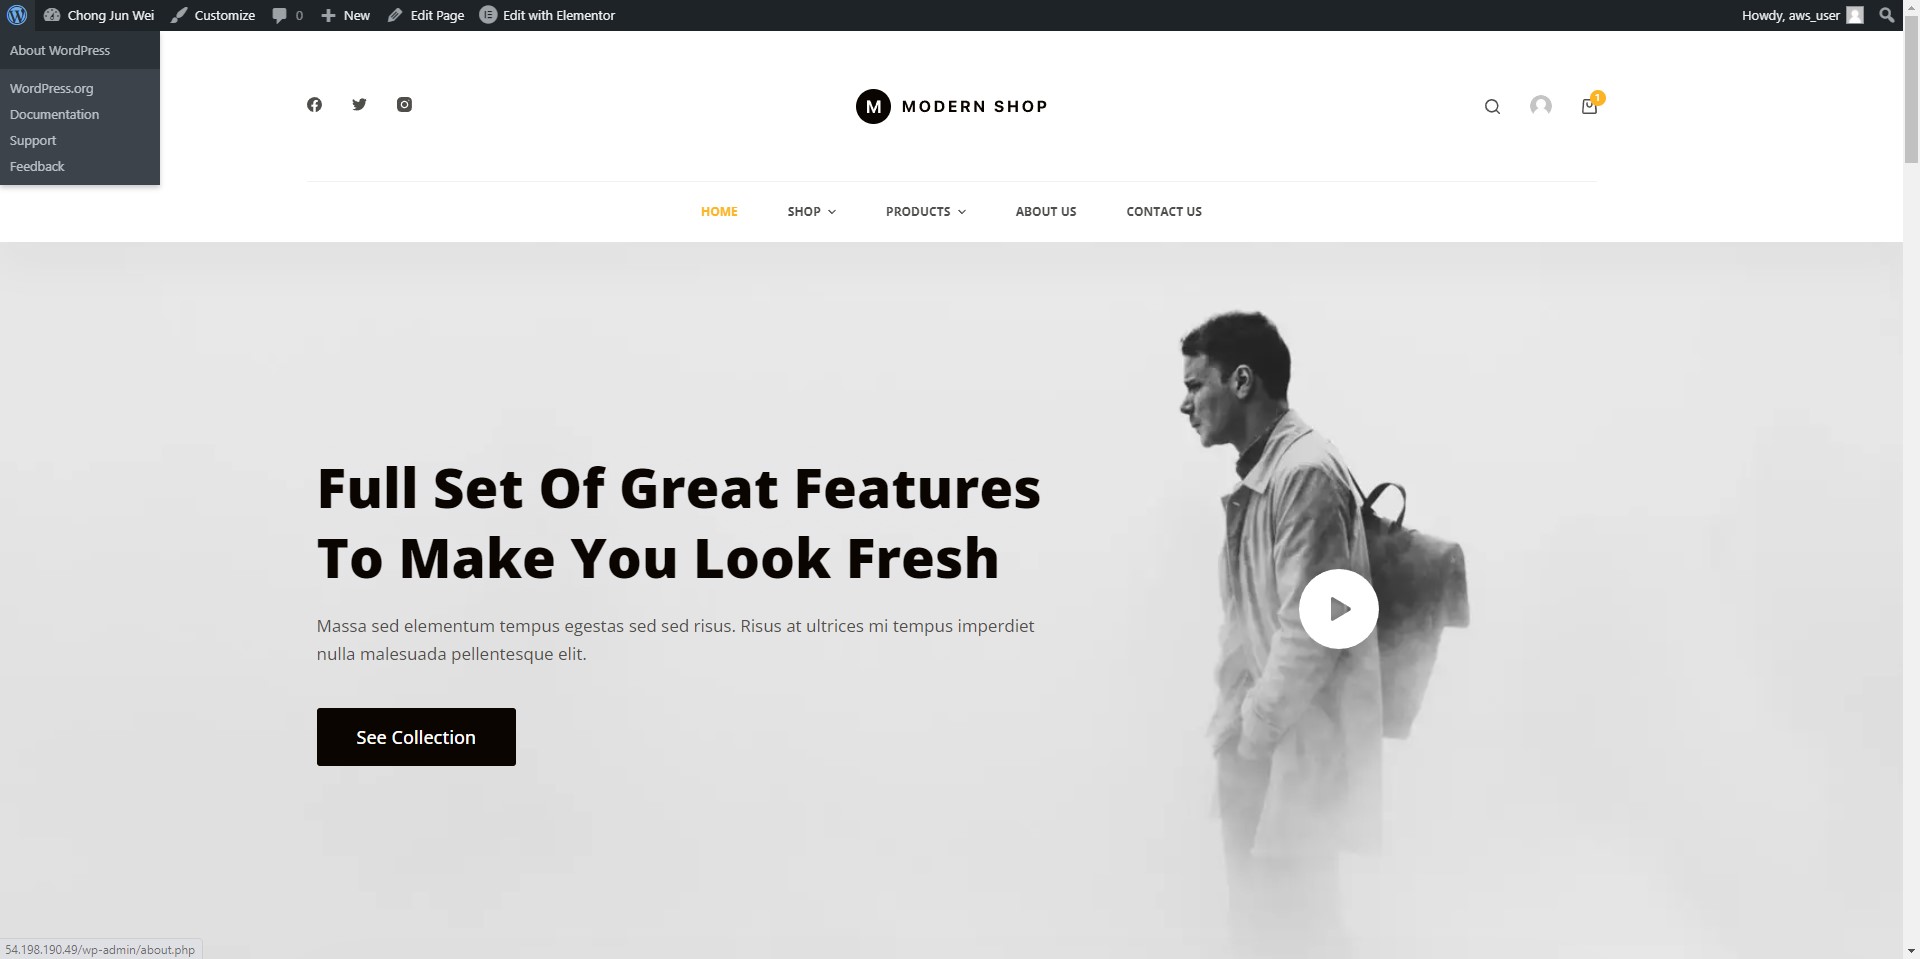 Chong Jun Wei Customize 0 New Edit Page Edit with Elementor Howdy, aws_user
About WordPress
WordPress.org
Documentation
Support
Feedback
M MODERN SHOP
1
HOME SHOP PRODUCTS ABOUT US CONTACT US
Full Set Of Great Features
To Make You Look Fresh
Massa sed elementum tempus egestas sed sed risus. Risus at ultrices mi tempus imperdiet
nulla malesuada pellentesque elit.
See Collection
54.198.190.49/wp-admin/about.php